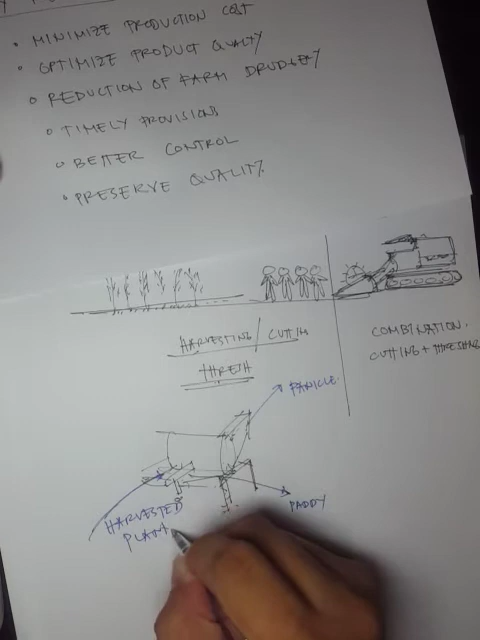 • MINIMIZE PRODUCTION COST
• OPTIMIZE PRODUCT QUALTY
• REDUCTION OF FARM DRUDGERY
• TIMELY PROVISIONS
• BETTER CONTROL
• PRESERVE QUALITY.
HARVESTING/CUTTING
THRESH
COMBINATION.
CUTTING + THRESHING
PANICLE.
PADDY
HARVESTED
PLANT